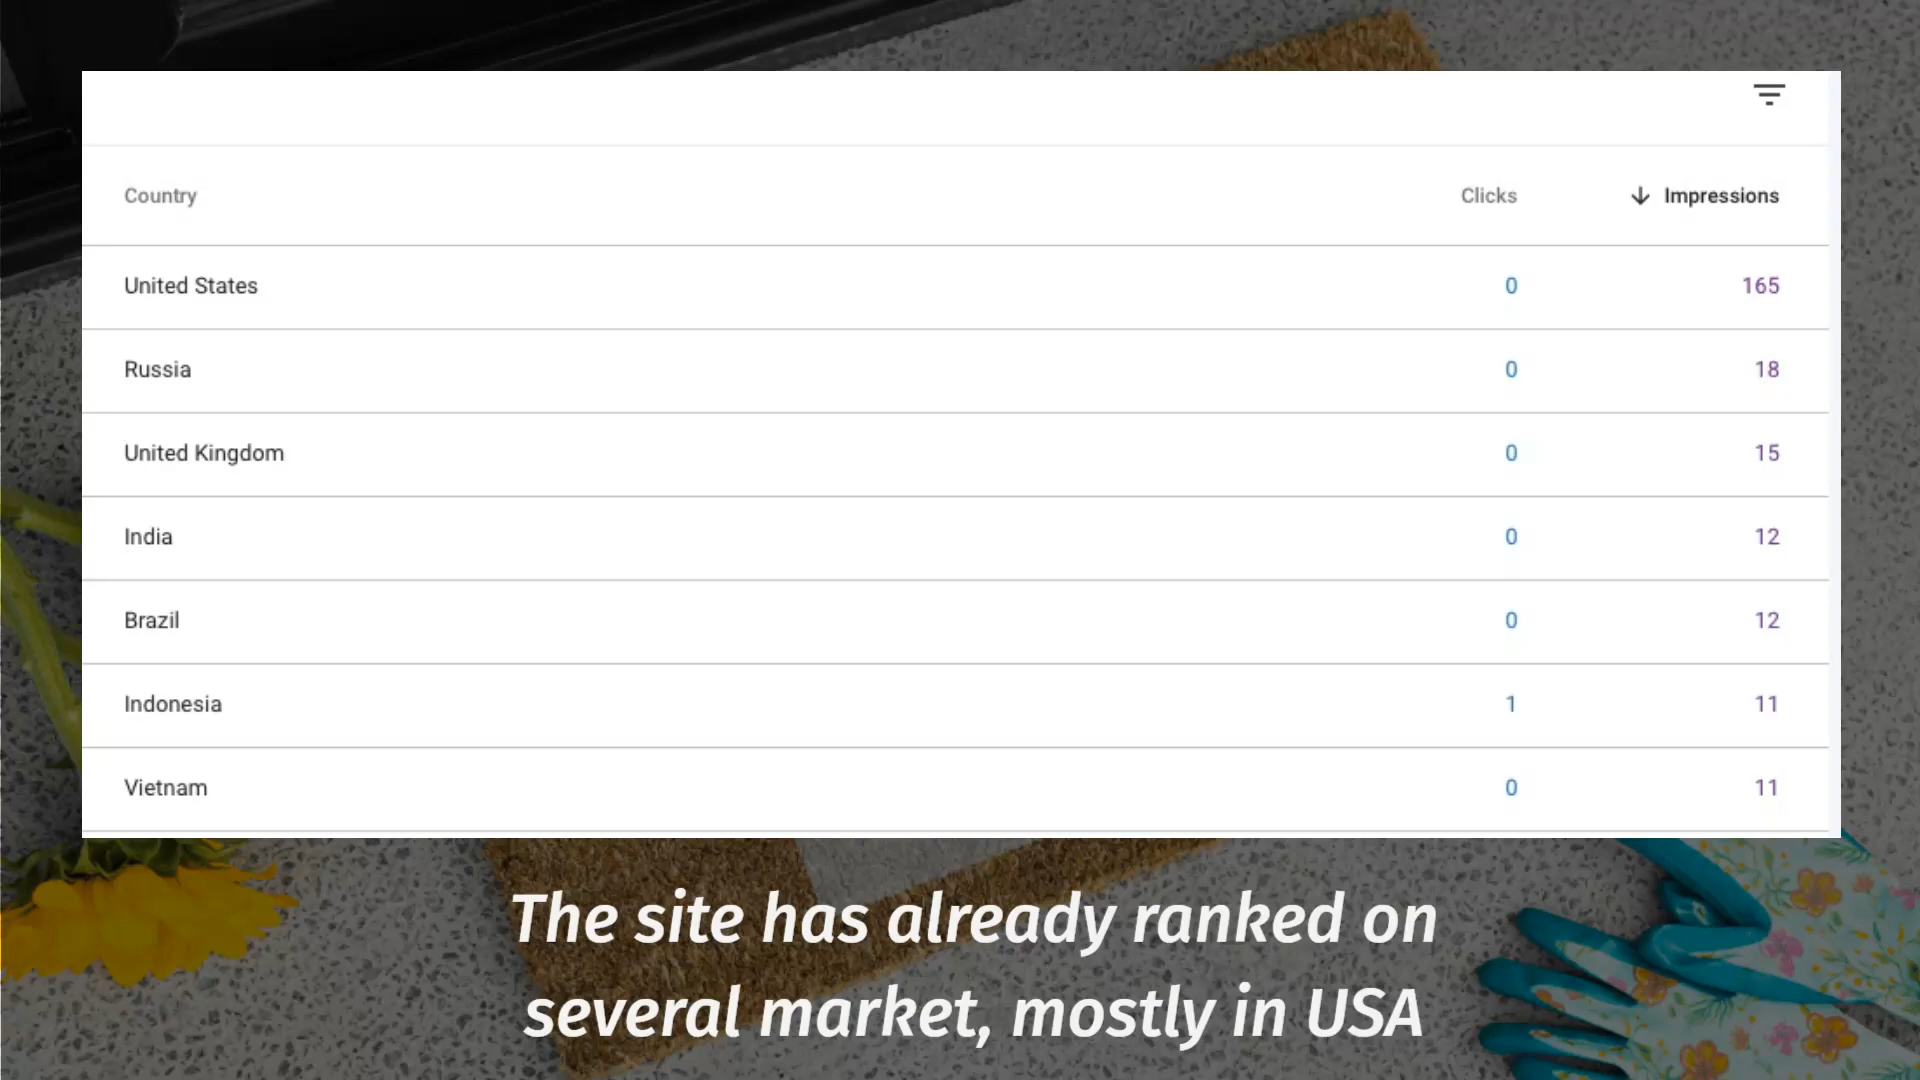 Country Clicks Impressions
United States 0 165
Russia 0 18
United Kingdom 0 15
India 0 12
Brazil 0 12
Indonesia 1 11
Vietnam 0 11
The site has already ranked on
several market, mostly in USA